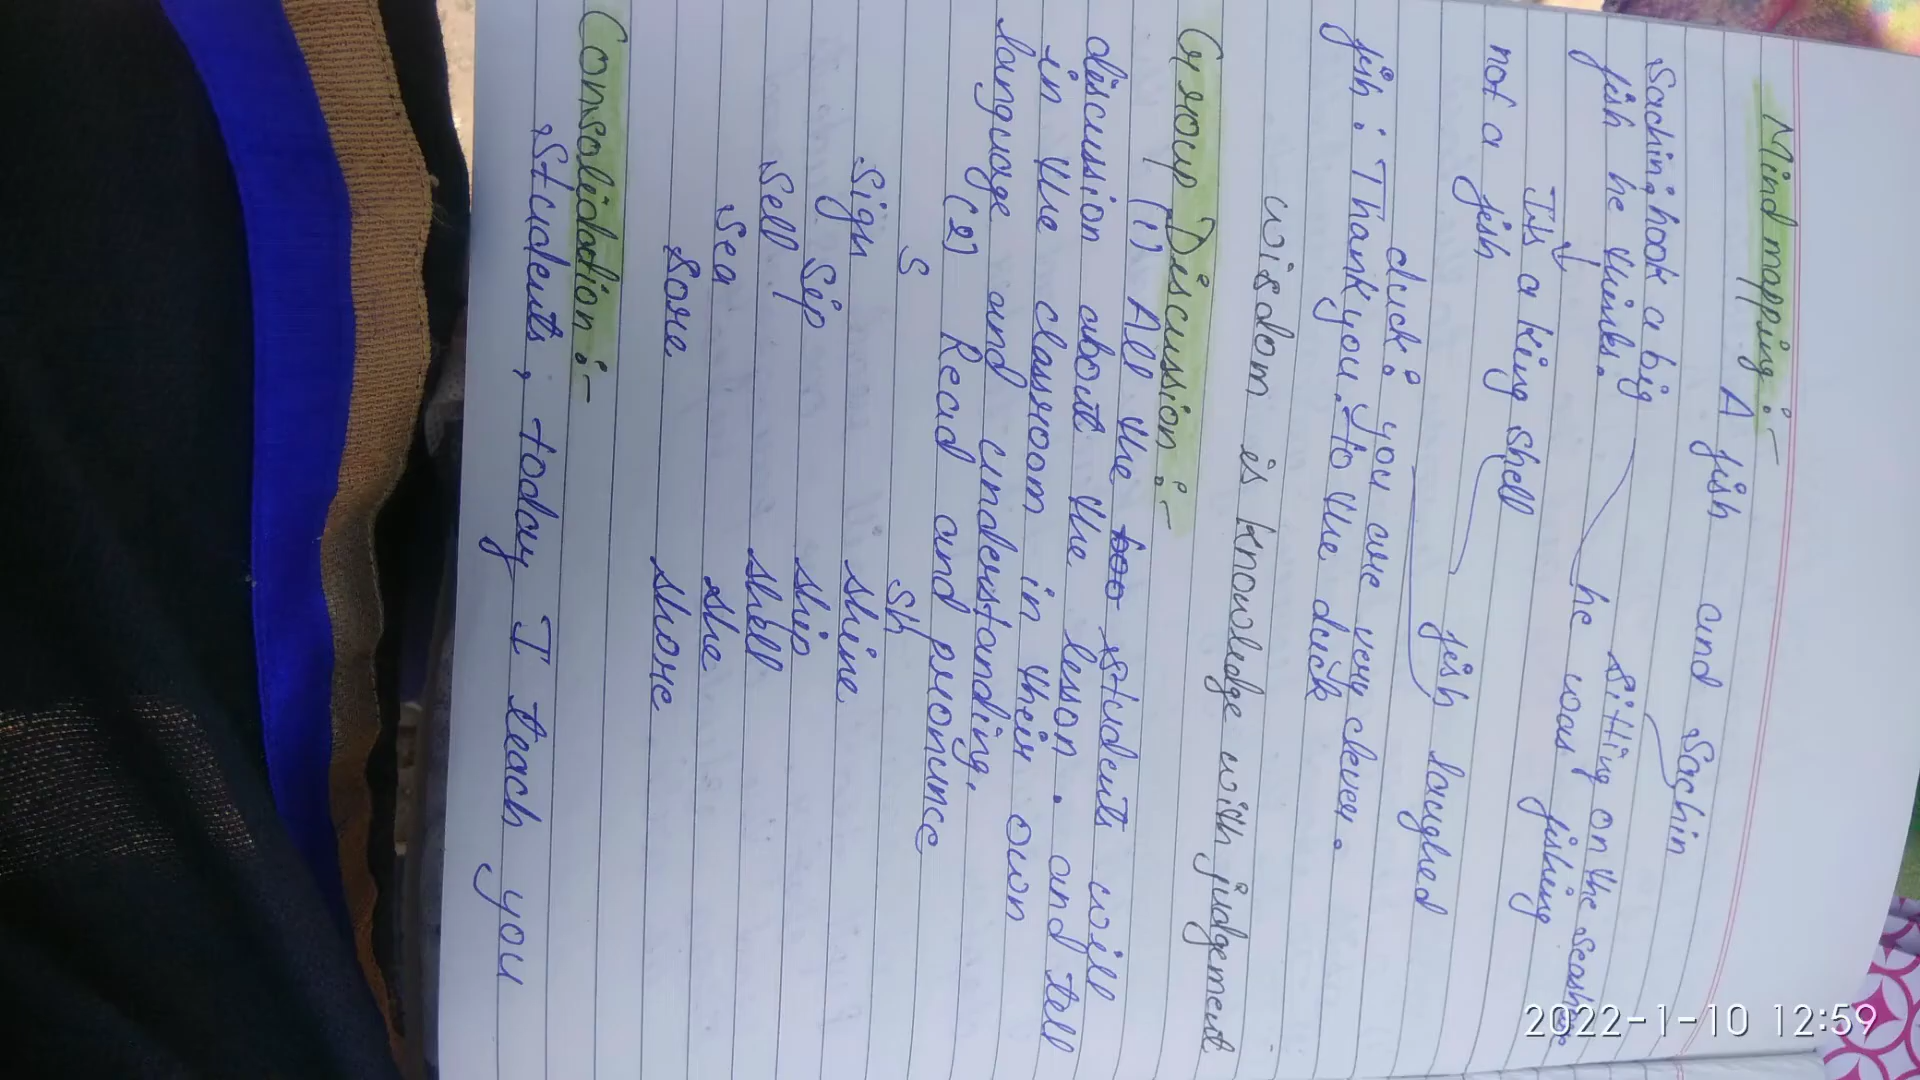 Mind mapping :-
A fish and Sachin
sitting on the seashore
Sachin, hook a big
fish he thinks.
he was fishing
It's a King shell
not a fish
fish laughed
duck : you are very clever.
fish : Thank you, to the duck
wisdom is knowledge with judgement
Group Discussion :-
(1) All the too students will
discussion about the lesson. and tell
in the classroom in their own
language and understanding.
(2) Read and pronunce
S Sh
Sign shine
Sip ship
Sell shell
Sea she
Sore shore
Consolidation :-
Students, today I teach you
2022-1-10 12:59